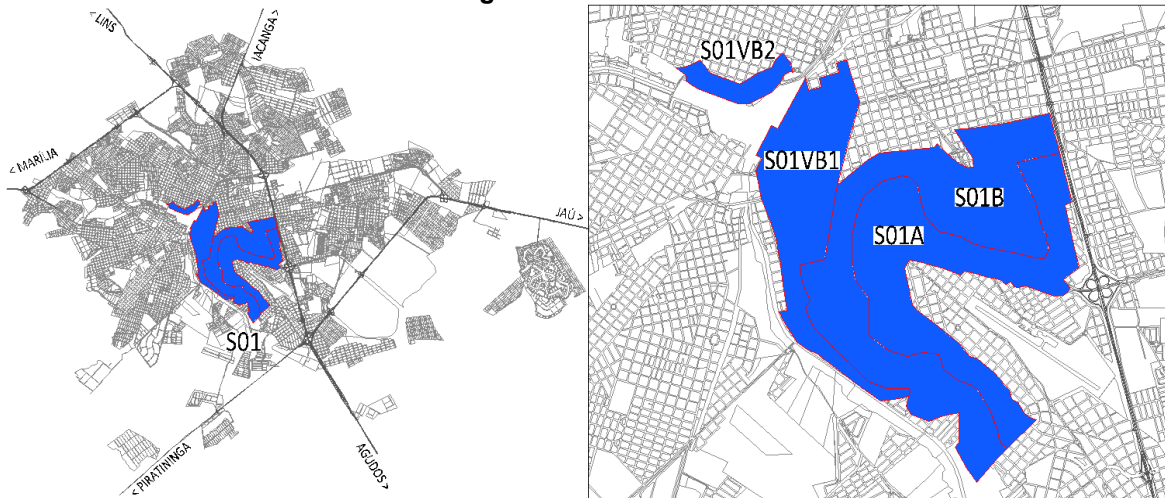 g
< LINS
IACANGA >
< MARÍLIA
JAÚ >
S01
< PIRATININGA
AGUDOS >
S01VB2
S01VB1
S01B
S01A